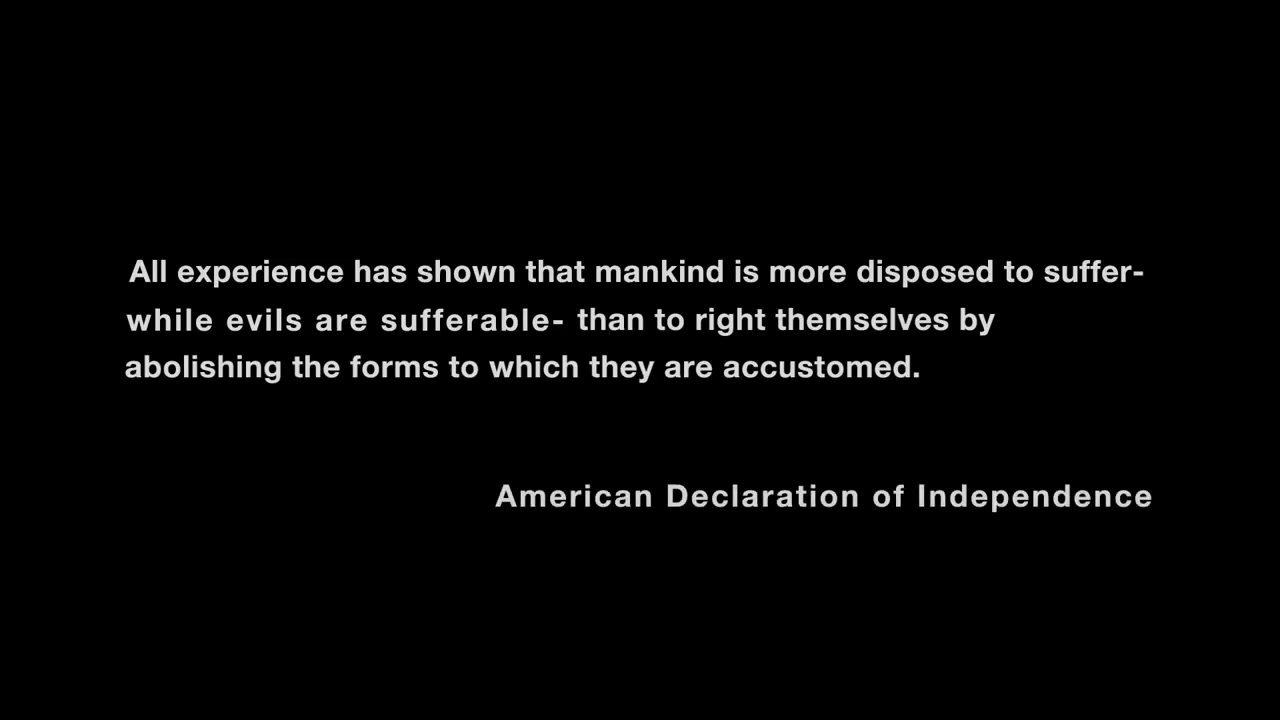 All experience has shown that mankind is more disposed to suffer-
while evils are sufferable- than to right themselves by
abolishing the forms to which they are accustomed.
American Declaration of Independence